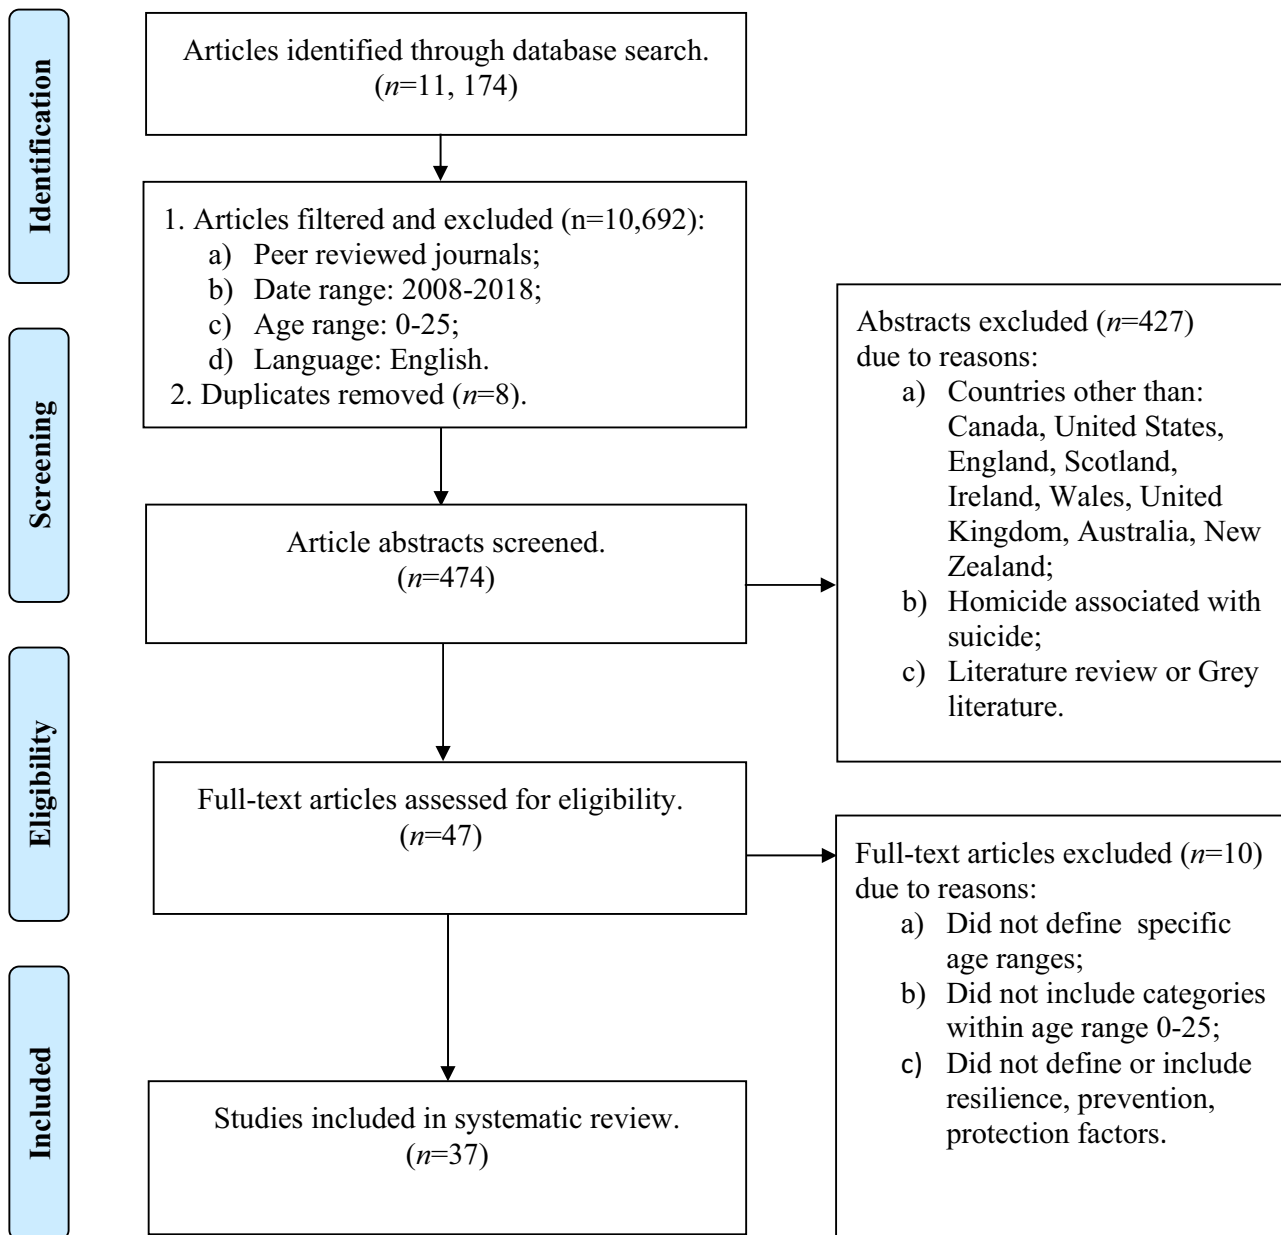 Identification
Articles identified through database search.
(n=11, 174)
1. Articles filtered and excluded (n=10,692):
a) Peer reviewed journals;
b) Date range: 2008-2018;
c) Age range: 0-25;
d) Language: English.
2. Duplicates removed (n=8).
Screening
Article abstracts screened.
(n=474)
Abstracts excluded (n=427)
due to reasons:
a) Countries other than:
Canada, United States,
England, Scotland,
Ireland, Wales, United
Kingdom, Australia, New
Zealand;
b) Homicide associated with
suicide;
c) Literature review or Grey
literature.
Eligibility
Full-text articles assessed for eligibility.
(n=47)
Full-text articles excluded (n=10)
due to reasons:
a) Did not define specific
age ranges;
b) Did not include categories
within age range 0-25;
c) Did not define or include
resilience, prevention,
protection factors.
Included
Studies included in systematic review.
(n=37)